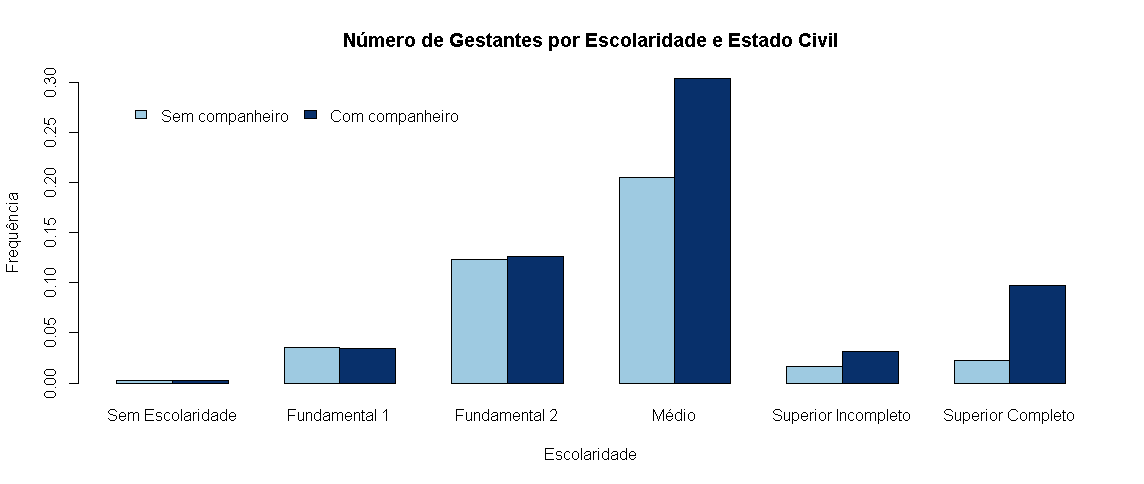 Número de Gestantes por Escolaridade e Estado Civil
Sem companheiro Com companheiro
Frequência
0.30
0.25
0.20
0.15
0.10
0.05
0.00
Sem Escolaridade Fundamental 1 Fundamental 2 Médio Superior Incompleto Superior Completo
Escolaridade